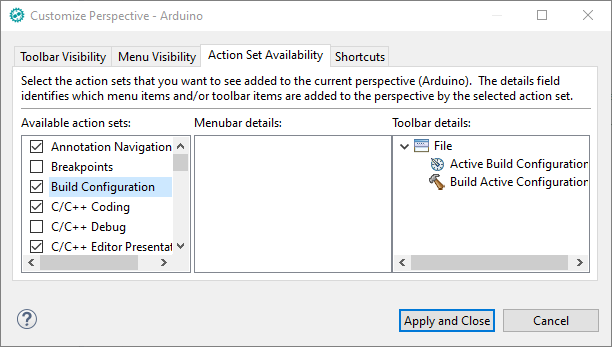 Customize Perspective - Arduino
Toolbar Visibility Menu Visibility Action Set Availability Shortcuts
Select the action sets that you want to see added to the current perspective (Arduino). The details field
identifies which menu items and/or toolbar items are added to the perspective by the selected action set.
Available action sets: Menubar details: Toolbar details:
Annotation Navigation
Breakpoints
Build Configuration
C/C++ Coding
C/C++ Debug
C/C++ Editor Presentat
File
Active Build Configuration
Build Active Configuration
? Apply and Close Cancel